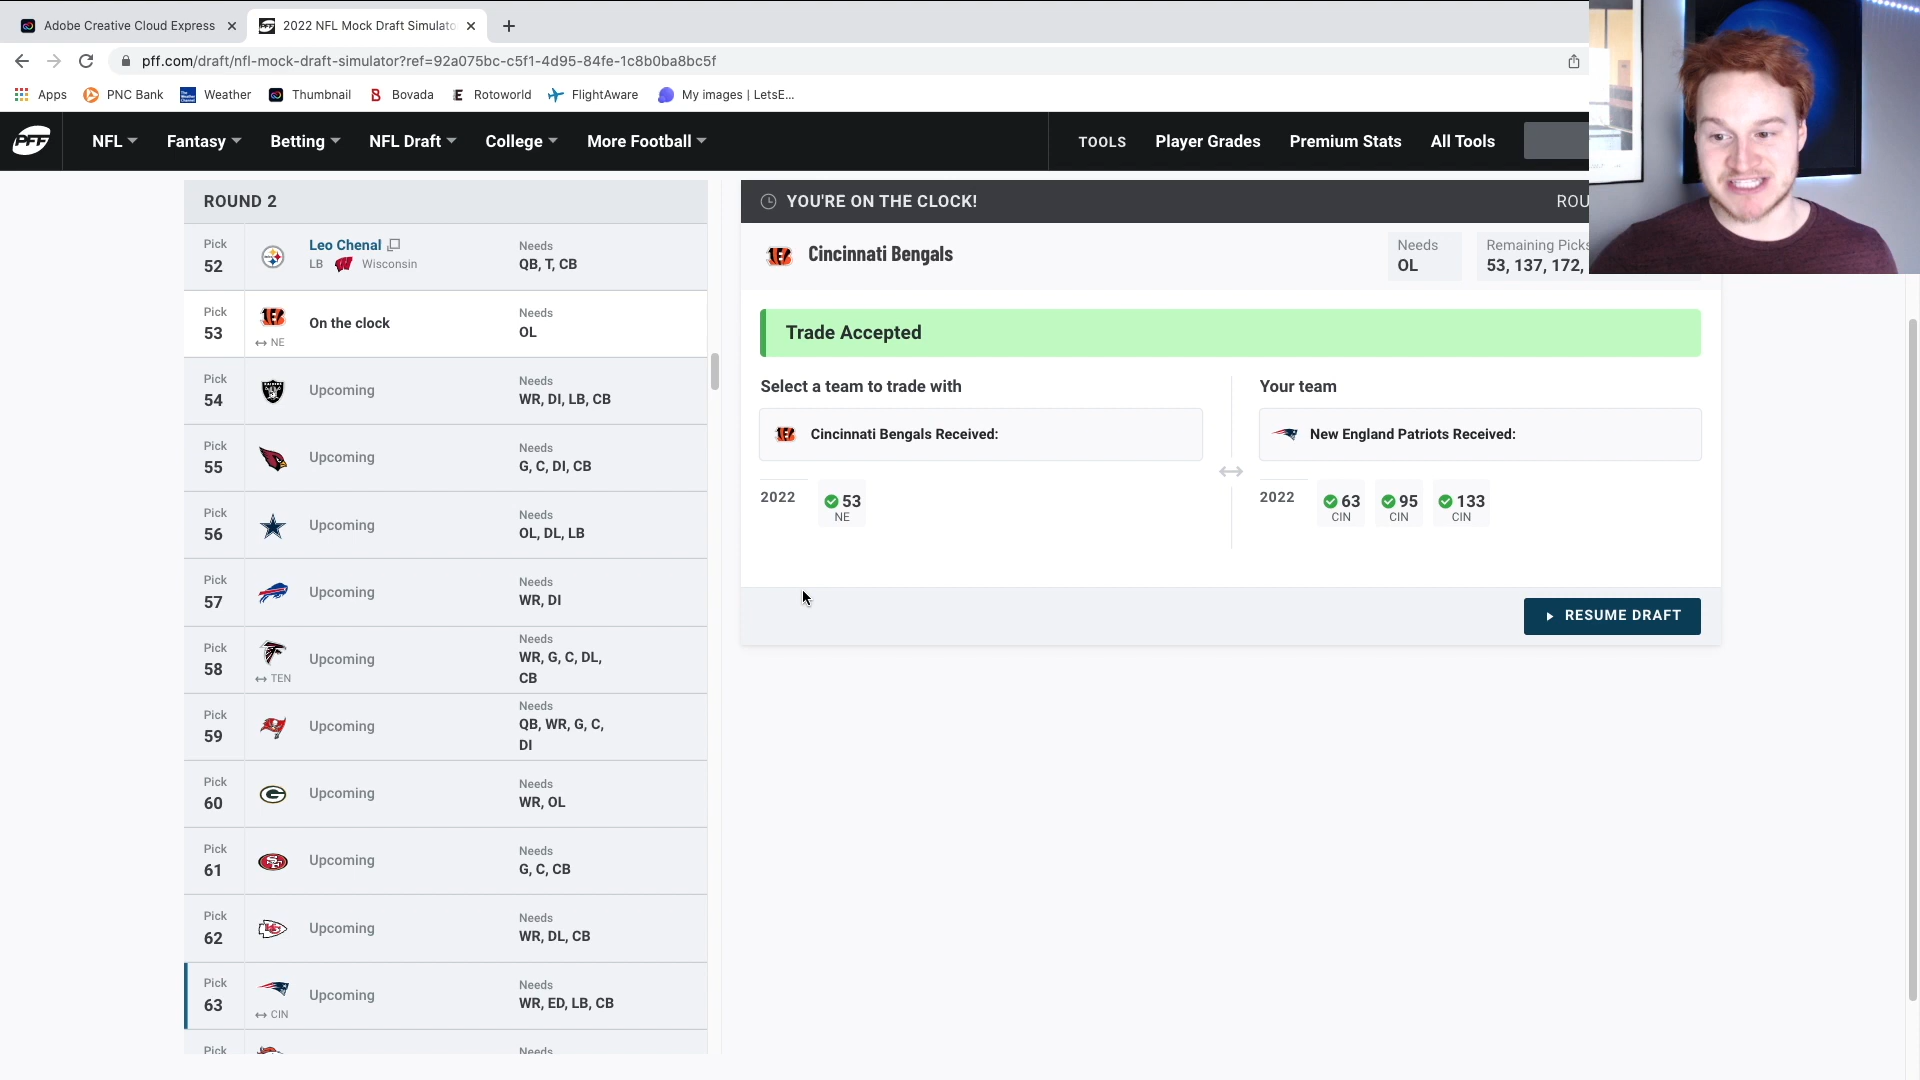 Adobe Creative Cloud Express
2022 NFL Mock Draft Simulato
pff.com/draft/nfl-mock-draft-simulator?ref=92a075bc-c5f1-4d95-84fe-1c8b0ba8bc5f
Apps PNC Bank Weather Thumbnail Bovada Rotoworld FlightAware My images | LetsE...
PFF NFL Fantasy Betting NFL Draft College More Football TOOLS Player Grades Premium Stats All Tools
ROUND 2
Pick 52
Leo Chenal
LB Wisconsin
Needs
QB, T, CB
Pick 53
NE
On the clock
Needs
OL
Pick 54
Upcoming
Needs
WR, DI, LB, CB
Pick 55
Upcoming
Needs
G, C, DI, CB
Pick 56
Upcoming
Needs
OL, DL, LB
Pick 57
Upcoming
Needs
WR, DI
Pick 58
TEN
Upcoming
Needs
WR, G, C, DL,
CB
Pick 59
Upcoming
Needs
QB, WR, G, C,
DI
Pick 60
Upcoming
Needs
WR, OL
Pick 61
Upcoming
Needs
G, C, CB
Pick 62
Upcoming
Needs
WR, DL, CB
Pick 63
CIN
Upcoming
Needs
WR, ED, LB, CB
Pick
Needs
YOU'RE ON THE CLOCK!
ROU
Cincinnati Bengals
Needs
OL
Remaining Picks
53, 137, 172,
Trade Accepted
Select a team to trade with
Cincinnati Bengals Received:
2022
53
NE
Your team
New England Patriots Received:
2022
63 95 133
CIN CIN CIN
RESUME DRAFT